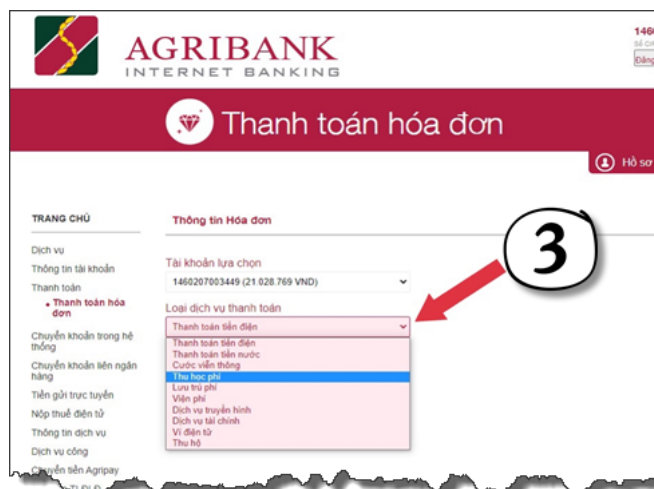 AGRIBANK
INTERNET BANKING
1460
Thanh toán hóa đơn
Hồ sơ
TRANG CHỦ
Thông tin Hóa đơn
Dịch vụ
Thông tin tài khoản
Thanh toán
Thanh toán hóa
đơn
Chuyển khoản trong hệ
thống
Chuyển khoản liên ngân
hàng
Tiền gửi trực tuyến
Nộp thuế điện tử
Thông tin dịch vụ
Dịch vụ công
Chuyển tiền Agripay
Tài khoản lựa chọn
1460207003449 (21.028.769 VND)
Loại dịch vụ thanh toán
Thanh toán tiền điện
Thanh toán tiền điện
Thanh toán tiền nước
Cước viễn thông
Thu học phí
Lưu trú phí
Viện phí
Dịch vụ truyền hình
Dịch vụ tài chính
Ví điện tử
Thu hộ
3